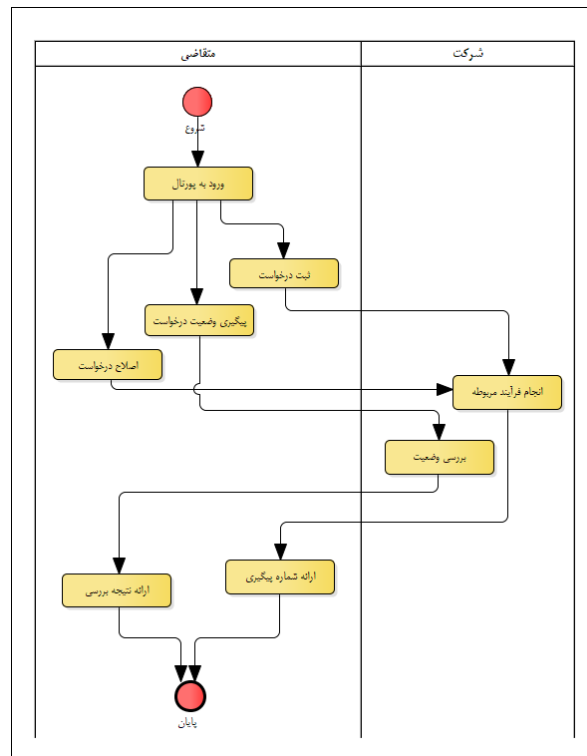 متقاضی
شرکت
شروع
ورود به پورتال
ثبت درخواست
پیگیری وضعیت درخواست
اصلاح درخواست
انجام فرآیند مربوطه
بررسی وضعیت
ارائه شماره پیگیری
ارائه نتیجه بررسی
پایان